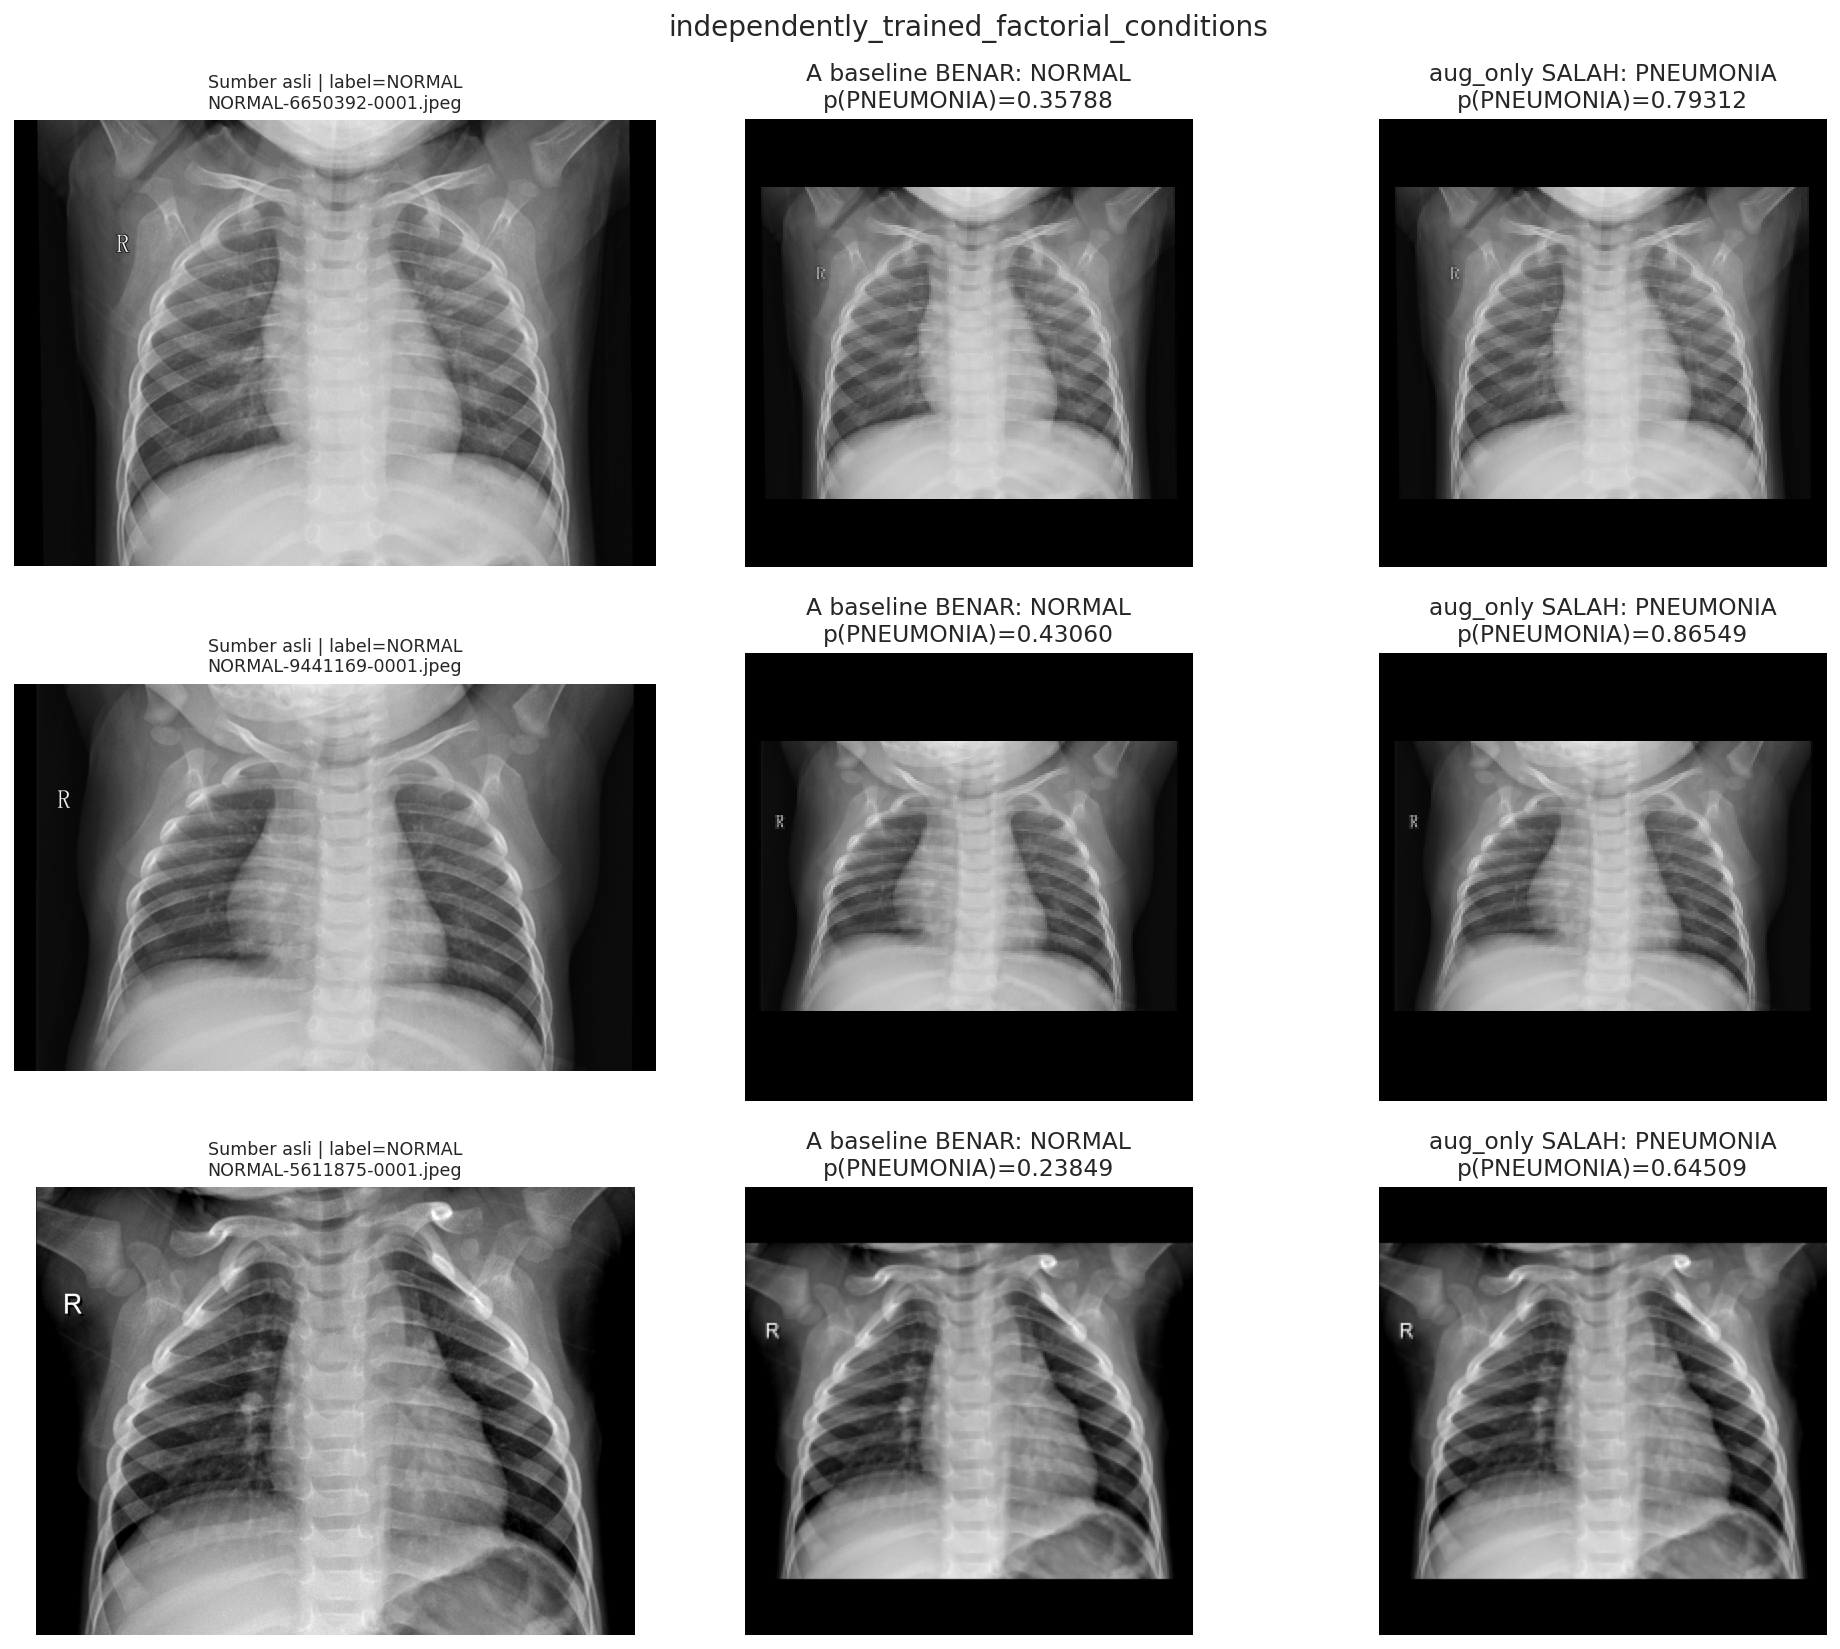 independently_trained_factorial_conditions
Sumber asli | label=NORMAL
NORMAL-6650392-0001.jpeg
A baseline BENAR: NORMAL
p(PNEUMONIA)=0.35788
aug_only SALAH: PNEUMONIA
p(PNEUMONIA)=0.79312
R
R
R
Sumber asli | label=NORMAL
NORMAL-9441169-0001.jpeg
A baseline BENAR: NORMAL
p(PNEUMONIA)=0.43060
aug_only SALAH: PNEUMONIA
p(PNEUMONIA)=0.86549
R
R
R
Sumber asli | label=NORMAL
NORMAL-5611875-0001.jpeg
A baseline BENAR: NORMAL
p(PNEUMONIA)=0.23849
aug_only SALAH: PNEUMONIA
p(PNEUMONIA)=0.64509
R
R
R